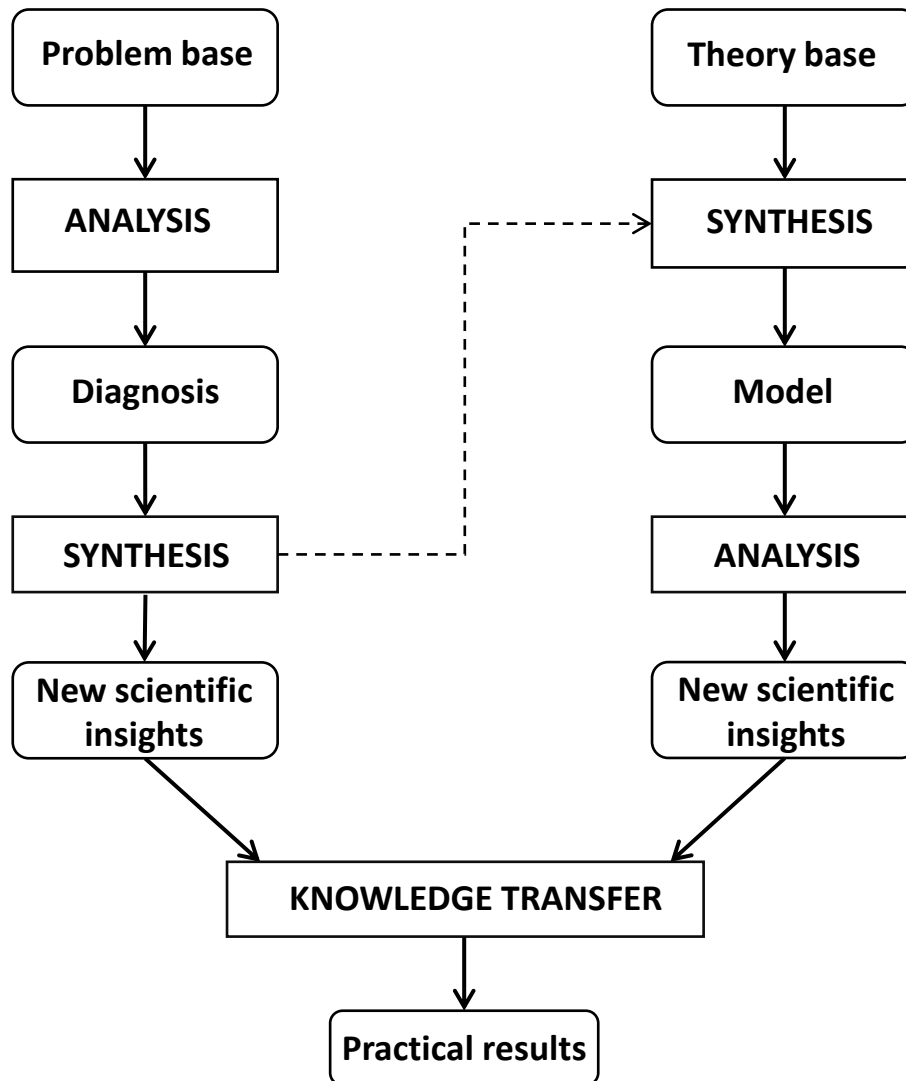 Problem base
Theory base
ANALYSIS
SYNTHESIS
Diagnosis
Model
SYNTHESIS
ANALYSIS
New scientific
insights
New scientific
insights
KNOWLEDGE TRANSFER
Practical results